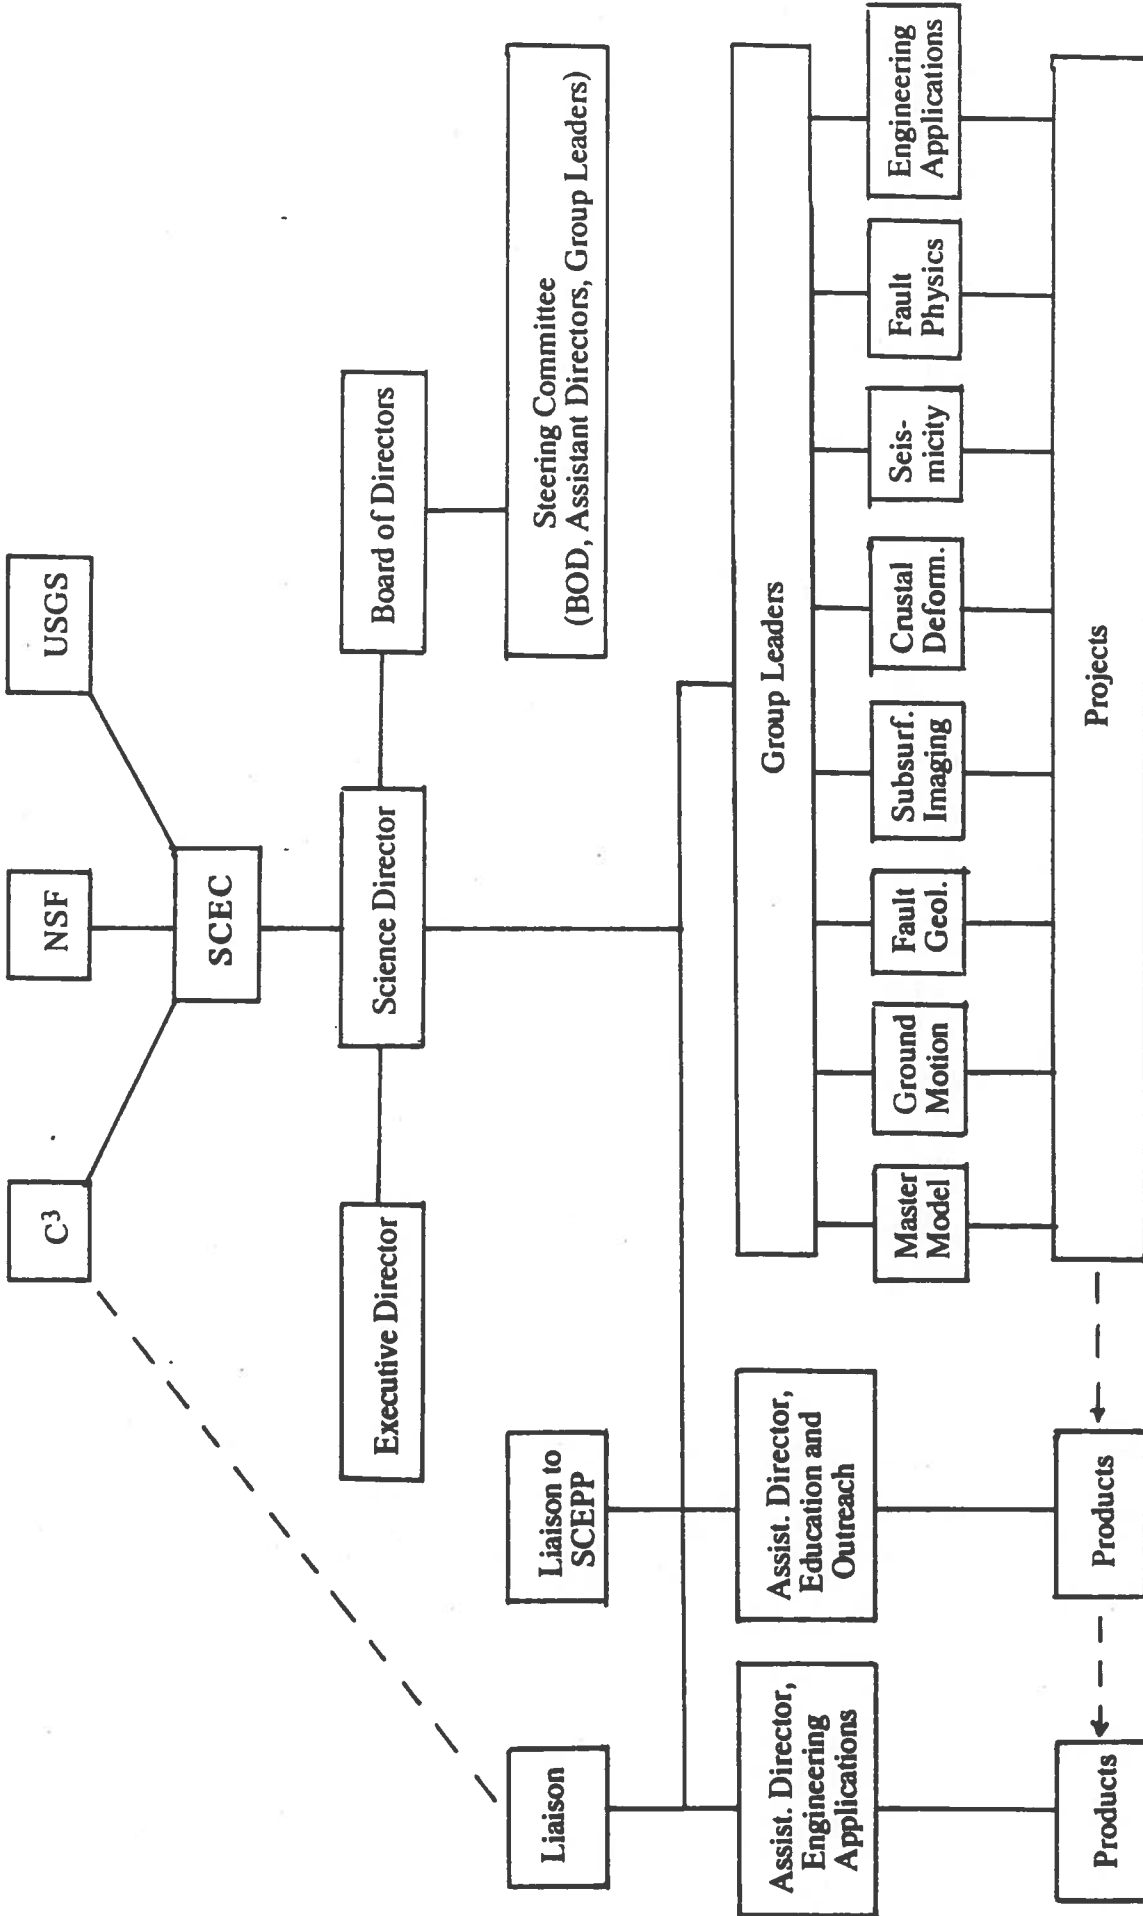 C³
NSF
USGS
SCEC
Executive Director
Science Director
Board of Directors
Liaison
Liaison to
SCEPP
Steering Committee
(BOD, Assistant Directors, Group Leaders)
Assist. Director,
Engineering
Applications
Assist. Director,
Education and
Outreach
Group Leaders
Master
Model
Ground
Motion
Fault
Geol.
Subsurf.
Imaging
Crustal
Deform.
Seis-
micity
Fault
Physics
Engineering
Applications
Products
Products
Projects